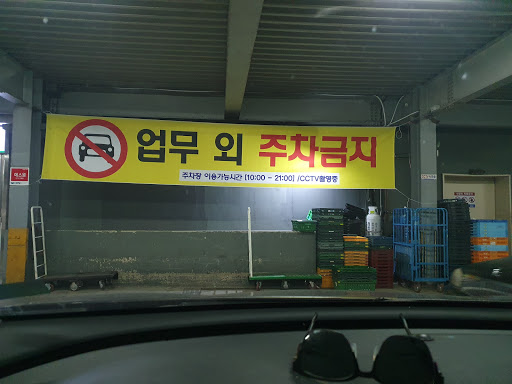 업무 외 주차금지
주차장 이용가능시간 (10:00 ~ 21:00) /CCTV촬영중